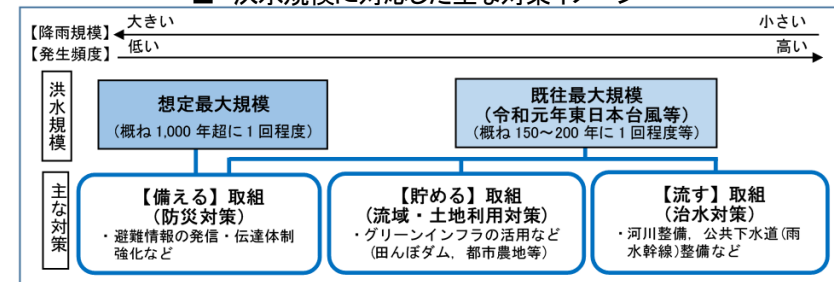 【降雨規模】
大きい
小さい
【発生頻度】
低い
高い
洪水規模
想定最大規模
(概ね 1,000 年超に 1 回程度)
既往最大規模
(令和元年東日本台風等)
(概ね 150～200 年に 1 回程度等)
主な対策
【備える】取組
(防災対策)
・避難情報の発信・伝達体制
強化など
【貯める】取組
(流域・土地利用対策)
・グリーンインフラの活用など
(田んぼダム，都市農地等)
【流す】取組
(治水対策)
・河川整備，公共下水道(雨
水幹線)整備など